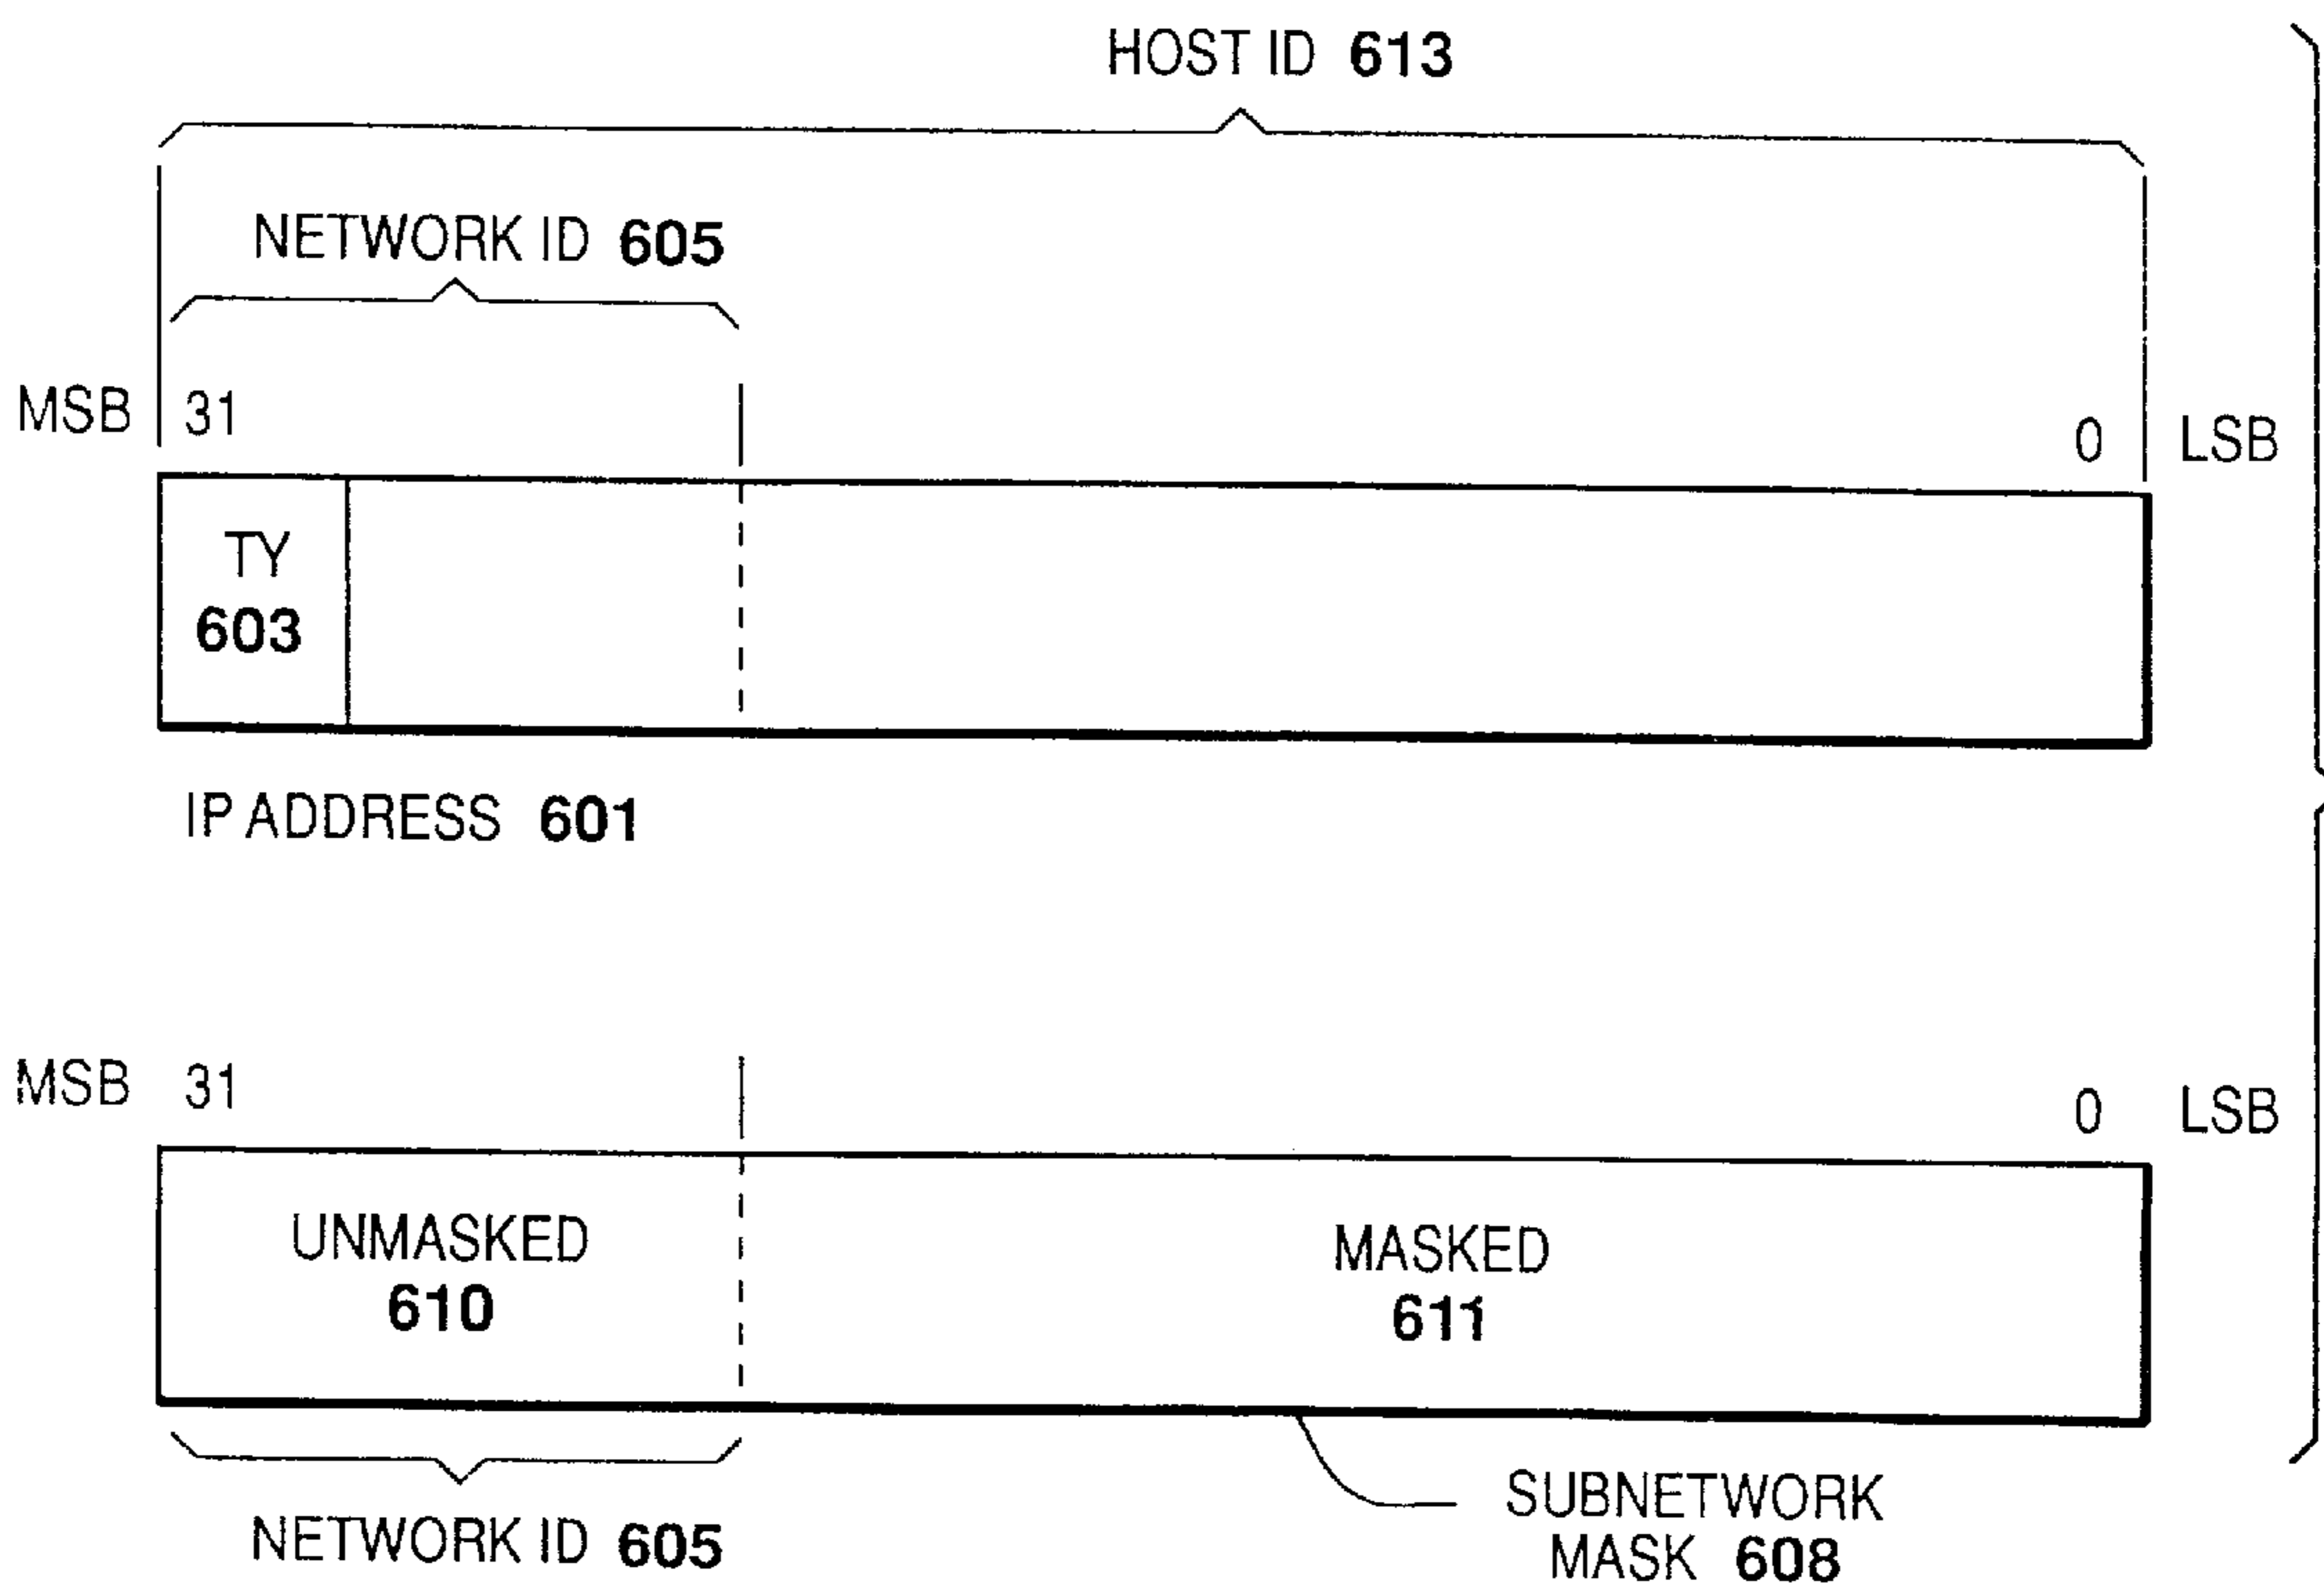 HOST ID 613
NETWORK ID 605
MSB 31 0 LSB
TY
603
IP ADDRESS 601
MSB 31 0 LSB
UNMASKED
610
MASKED
611
NETWORK ID 605
SUBNETWORK
MASK 608